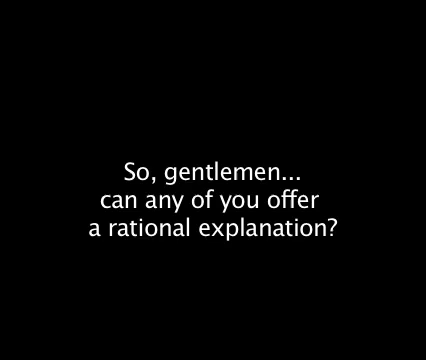 So, gentlemen...
can any of you offer
a rational explanation?